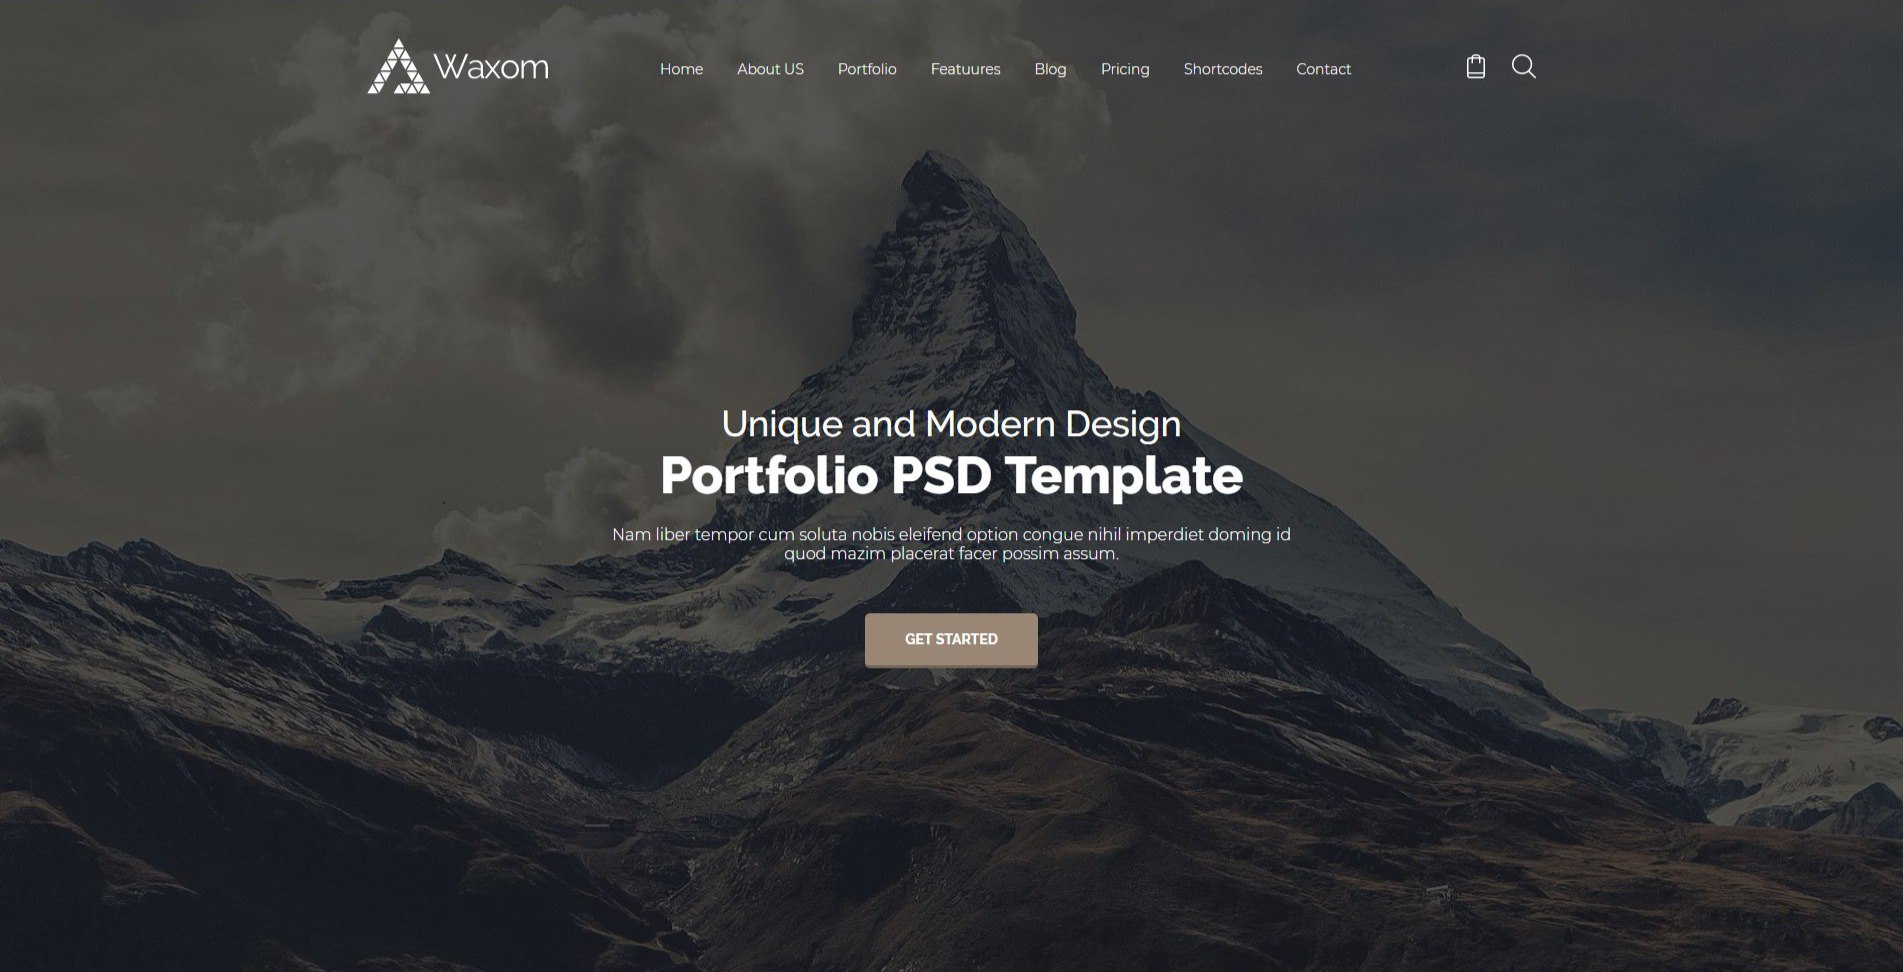 Waxom
Home About US Portfolio Featuures Blog Pricing Shortcodes Contact
Unique and Modern Design
Portfolio PSD Template
Nam liber tempor cum soluta nobis eleifend option congue nihil imperdiet doming id
quod mazim placerat facer possim assum.
GET STARTED